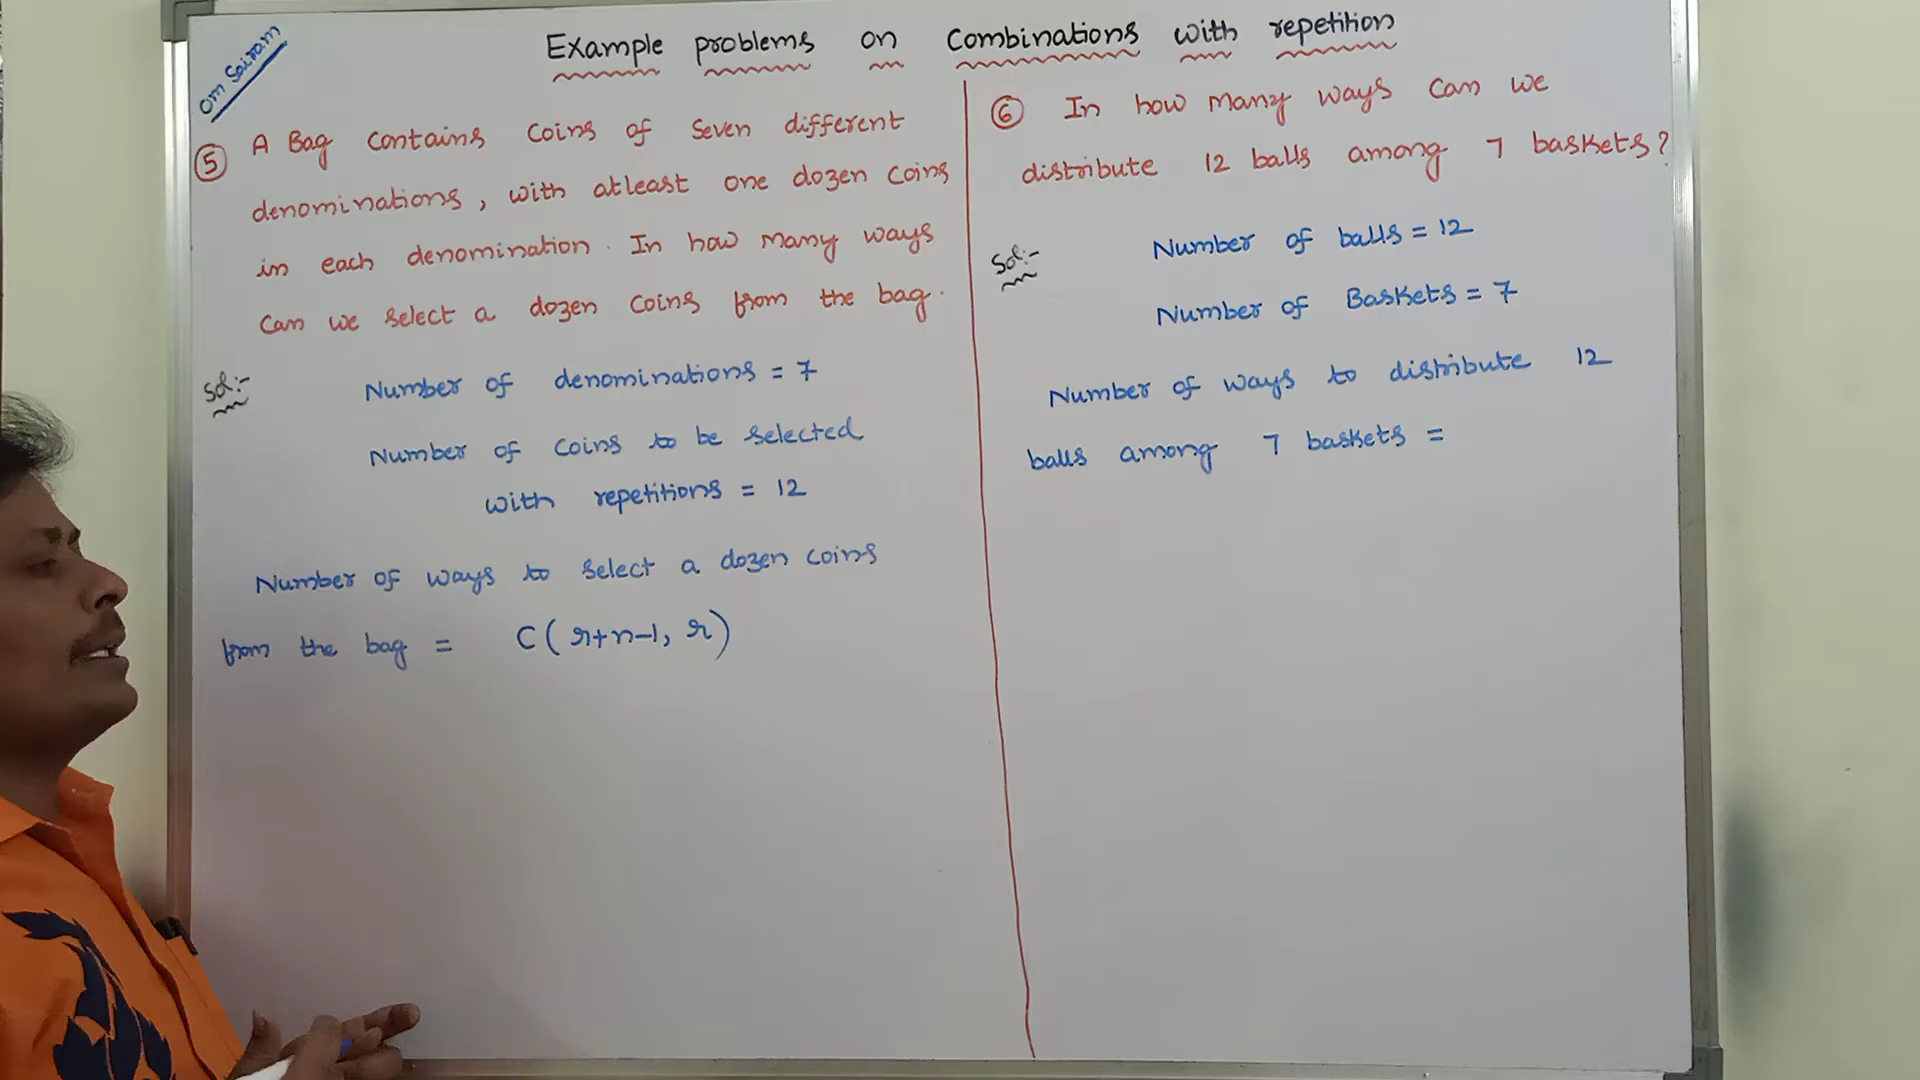 Om Sairam
Example problems on Combinations with repetition
5 A Bag contains Coins of Seven different
denominations, with atleast one dozen coins
in each denomination. In how many ways
can we select a dozen coins from the bag.
Sol:-
Number of denominations = 7
Number of coins to be selected
with repetitions = 12
Number of ways to select a dozen coins
from the bag = C(r+n-1, r)
6 In how many ways can we
distribute 12 balls among 7 baskets?
Sol:-
Number of balls = 12
Number of Baskets = 7
Number of ways to distribute 12
balls among 7 baskets =